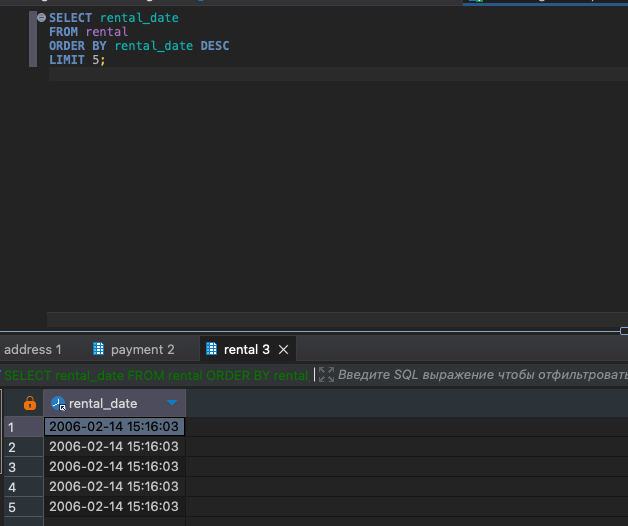 SELECT rental_date
FROM rental
ORDER BY rental_date DESC
LIMIT 5;
address 1
payment 2
rental 3
SELECT rental_date FROM rental ORDER BY rental
Введите SQL выражение чтобы отфильтровать
rental_date
1 2006-02-14 15:16:03
2 2006-02-14 15:16:03
3 2006-02-14 15:16:03
4 2006-02-14 15:16:03
5 2006-02-14 15:16:03